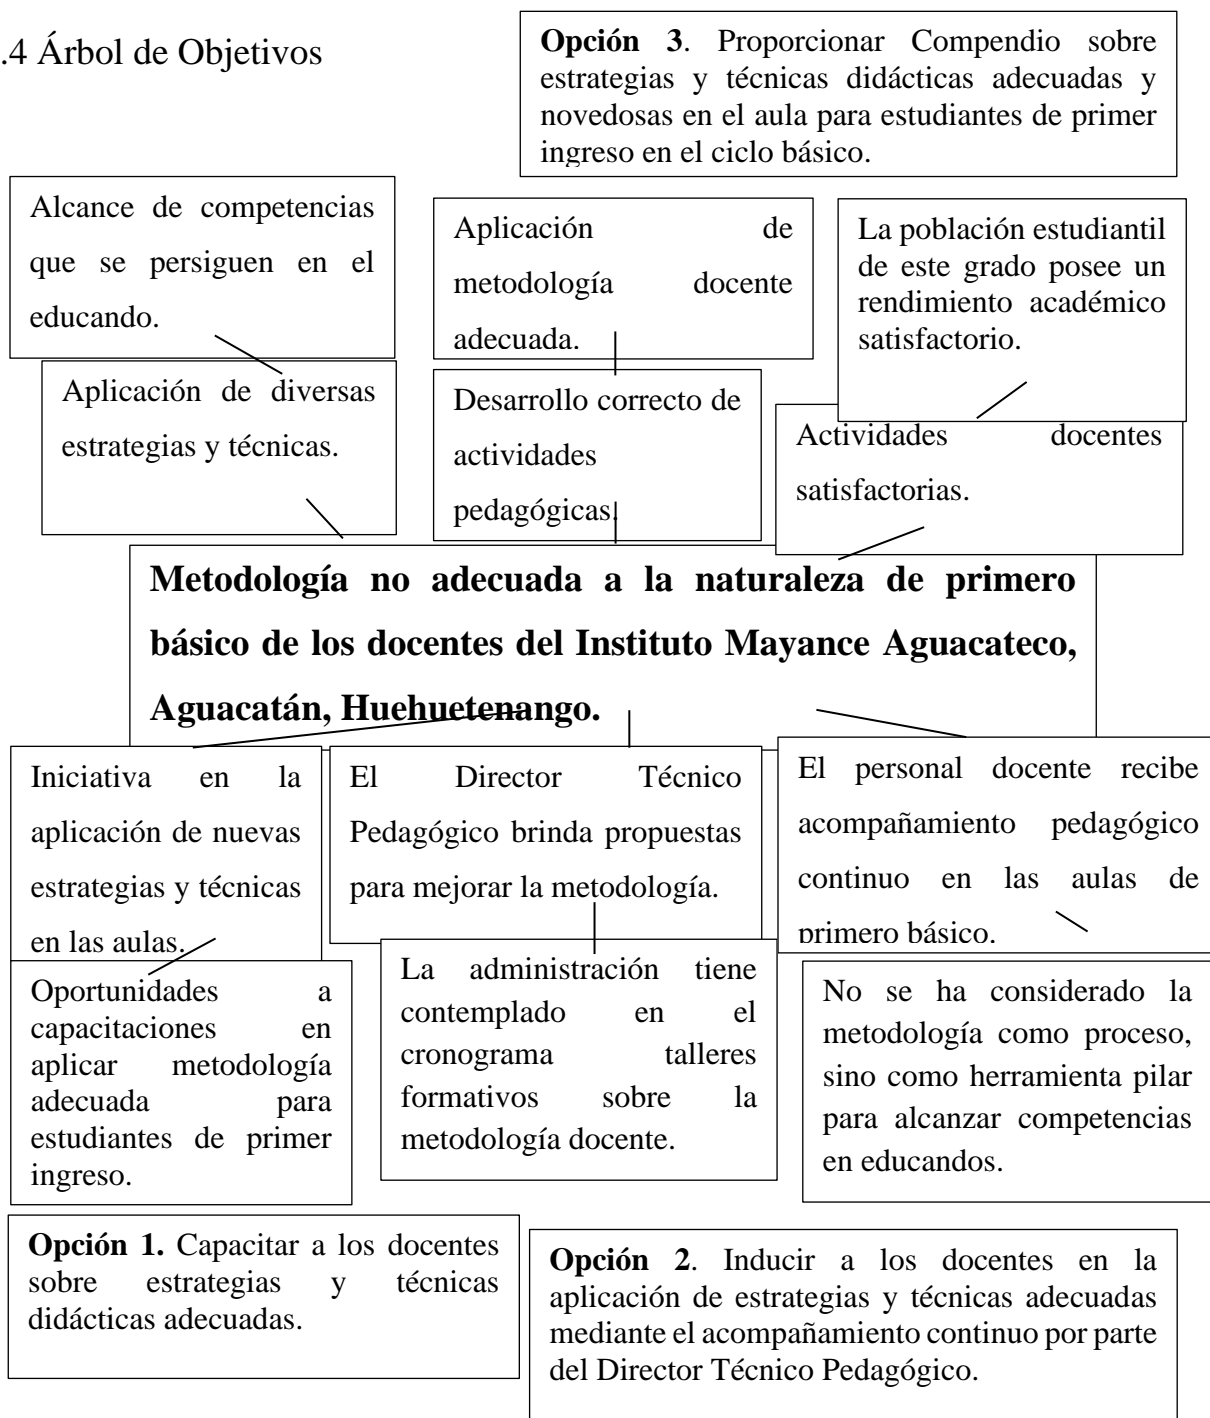 .4 Árbol de Objetivos
Opción 3. Proporcionar Compendio sobre
estrategias y técnicas didácticas adecuadas y
novedosas en el aula para estudiantes de primer
ingreso en el ciclo básico.
Alcance de competencias
que se persiguen en el
educando.
Aplicación de
metodología docente
adecuada.
La población estudiantil
de este grado posee un
rendimiento académico
satisfactorio.
Aplicación de diversas
estrategias y técnicas.
Desarrollo correcto de
actividades
pedagógicas.
Actividades docentes
satisfactorias.
Metodología no adecuada a la naturaleza de primero
básico de los docentes del Instituto Mayance Aguacateco,
Aguacatán, Huehuetenango.
Iniciativa en la
aplicación de nuevas
estrategias y técnicas
en las aulas.
El Director Técnico
Pedagógico brinda propuestas
para mejorar la metodología.
El personal docente recibe
acompañamiento pedagógico
continuo en las aulas de
primero básico.
Oportunidades a
capacitaciones en
aplicar metodología
adecuada para
estudiantes de primer
ingreso.
La administración tiene
contemplado en el
cronograma talleres
formativos sobre la
metodología docente.
No se ha considerado la
metodología como proceso,
sino como herramienta pilar
para alcanzar competencias
en educandos.
Opción 1. Capacitar a los docentes
sobre estrategias y técnicas
didácticas adecuadas.
Opción 2. Inducir a los docentes en la
aplicación de estrategias y técnicas adecuadas
mediante el acompañamiento continuo por parte
del Director Técnico Pedagógico.